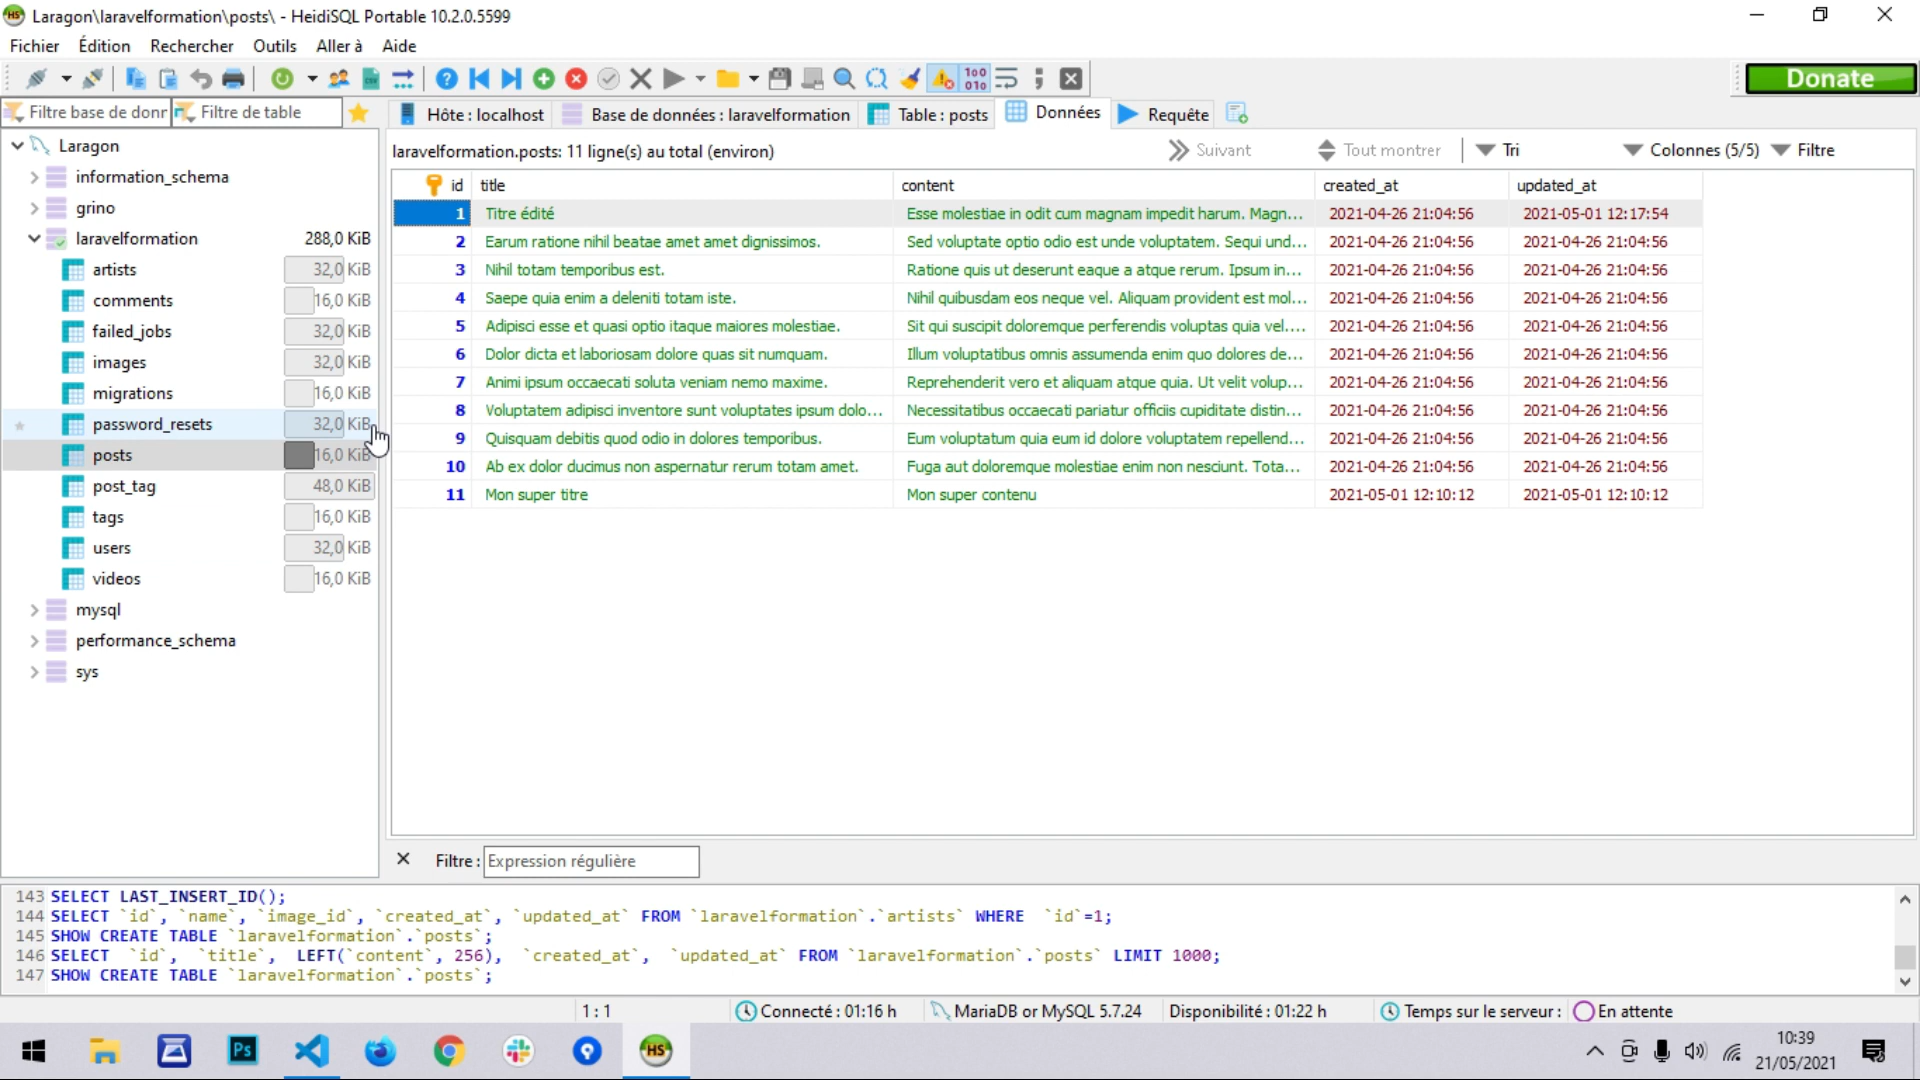 Laragon\laravelformation\posts\ - HeidiSQL Portable 10.2.0.5599
Fichier Édition Rechercher Outils Aller à Aide
Donate
Filtre base de donr Filtre de table
Hôte : localhost Base de données : laravelformation Table : posts Données Requête
Laragon
information_schema
grino
laravelformation 288,0 KiB
artists 32,0 KiB
comments 16,0 KiB
failed_jobs 32,0 KiB
images 32,0 KiB
migrations 16,0 KiB
password_resets 32,0 KiB
posts 16,0 KiB
post_tag 48,0 KiB
tags 16,0 KiB
users 32,0 KiB
videos 16,0 KiB
mysql
performance_schema
sys
laravelformation.posts: 11 ligne(s) au total (environ) Suivant Tout montrer Tri Colonnes (5/5) Filtre
id title content created_at updated_at
1 Titre édité Esse molestiae in odit cum magnam impedit harum. Magn... 2021-04-26 21:04:56 2021-05-01 12:17:54
2 Earum ratione nihil beatae amet amet dignissimos. Sed voluptate optio odio est unde voluptatem. Sequi und... 2021-04-26 21:04:56 2021-04-26 21:04:56
3 Nihil totam temporibus est. Ratione quis ut deserunt eaque a atque rerum. Ipsum in... 2021-04-26 21:04:56 2021-04-26 21:04:56
4 Saepe quia enim a deleniti totam iste. Nihil quibusdam eos neque vel. Aliquam provident est mol... 2021-04-26 21:04:56 2021-04-26 21:04:56
5 Adipisci esse et quasi optio itaque maiores molestiae. Sit qui suscipit doloremque perferendis voluptas quia vel.... 2021-04-26 21:04:56 2021-04-26 21:04:56
6 Dolor dicta et laboriosam dolore quas sit numquam. Illum voluptatibus omnis assumenda enim quo dolores de... 2021-04-26 21:04:56 2021-04-26 21:04:56
7 Animi ipsum occaecati soluta veniam nemo maxime. Reprehenderit vero et aliquam atque quia. Ut velit volup... 2021-04-26 21:04:56 2021-04-26 21:04:56
8 Voluptatem adipisci inventore sunt voluptates ipsum dolo... Necessitatibus occaecati pariatur officiis cupiditate distin... 2021-04-26 21:04:56 2021-04-26 21:04:56
9 Quisquam debitis quod odio in dolores temporibus. Eum voluptatum quia eum id dolore voluptatem repellend... 2021-04-26 21:04:56 2021-04-26 21:04:56
10 Ab ex dolor ducimus non aspernatur rerum totam amet. Fuga aut doloremque molestiae enim non nesciunt. Tota... 2021-04-26 21:04:56 2021-04-26 21:04:56
11 Mon super titre Mon super contenu 2021-05-01 12:10:12 2021-05-01 12:10:12
Filtre : Expression régulière
143 SELECT LAST_INSERT_ID();
144 SELECT `id`, `name`, `image_id`, `created_at`, `updated_at` FROM `laravelformation`.`artists` WHERE `id`=1;
145 SHOW CREATE TABLE `laravelformation`.`posts`;
146 SELECT `id`, `title`, LEFT(`content`, 256), `created_at`, `updated_at` FROM `laravelformation`.`posts` LIMIT 1000;
147 SHOW CREATE TABLE `laravelformation`.`posts`;
1 : 1 Connecté : 01:16 h MariaDB or MySQL 5.7.24 Disponibilité : 01:22 h Temps sur le serveur : En attente
Ps HS
10:39
21/05/2021